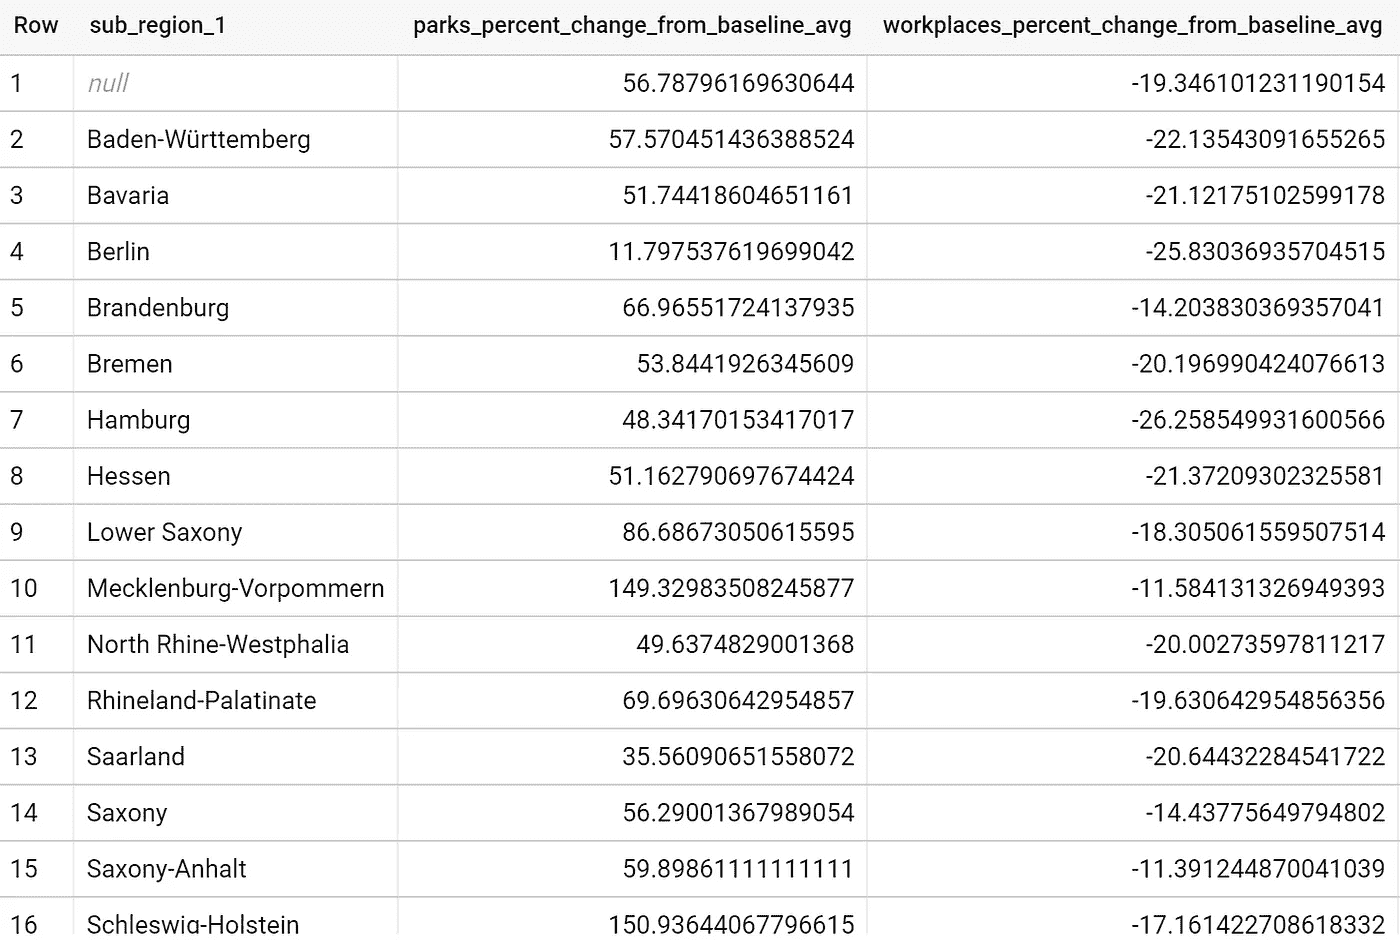 Row sub_region_1 parks_percent_change_from_baseline_avg workplaces_percent_change_from_baseline_avg
1 null 56.78796169630644 -19.346101231190154
2 Baden-Württemberg 57.570451436388524 -22.13543091655265
3 Bavaria 51.74418604651161 -21.12175102599178
4 Berlin 11.797537619699042 -25.83036935704515
5 Brandenburg 66.96551724137935 -14.203830369357041
6 Bremen 53.8441926345609 -20.196990424076613
7 Hamburg 48.34170153417017 -26.258549931600566
8 Hessen 51.162790697674424 -21.37209302325581
9 Lower Saxony 86.68673050615595 -18.305061559507514
10 Mecklenburg-Vorpommern 149.32983508245877 -11.584131326949393
11 North Rhine-Westphalia 49.6374829001368 -20.00273597811217
12 Rhineland-Palatinate 69.69630642954857 -19.630642954856356
13 Saarland 35.56090651558072 -20.64432284541722
14 Saxony 56.29001367989054 -14.43775649794802
15 Saxony-Anhalt 59.89861111111111 -11.391244870041039
16 Schleswig-Holstein 150.93644067796615 -17.161422708618332